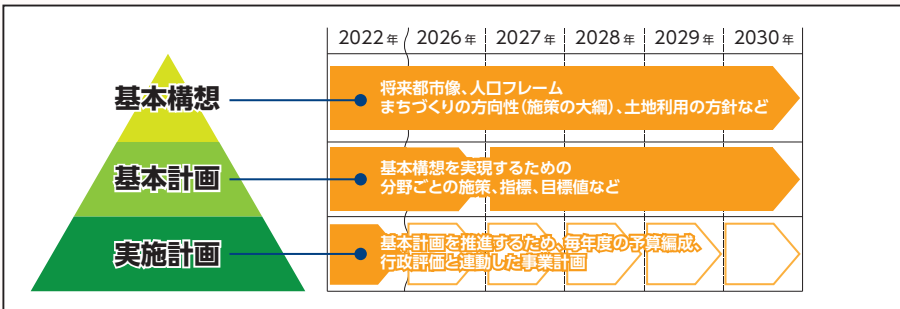 2022年 2026年 2027年 2028年 2029年 2030年
基本構想
将来都市像、人口フレーム
まちづくりの方向性（施策の大綱）、土地利用の方針など
基本計画
基本構想を実現するための
分野ごとの施策、指標、目標値など
実施計画
基本計画を推進するため、毎年度の予算編成、
行政評価と連動した事業計画